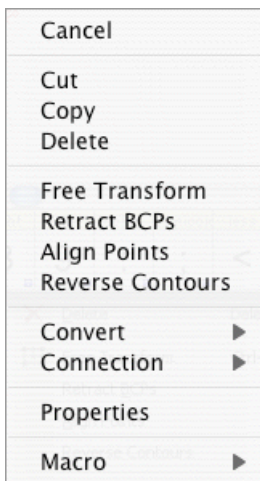 Cancel
Cut
Copy
Delete
Free Transform
Retract BCPs
Align Points
Reverse Contours
Convert
Connection
Properties
Macro